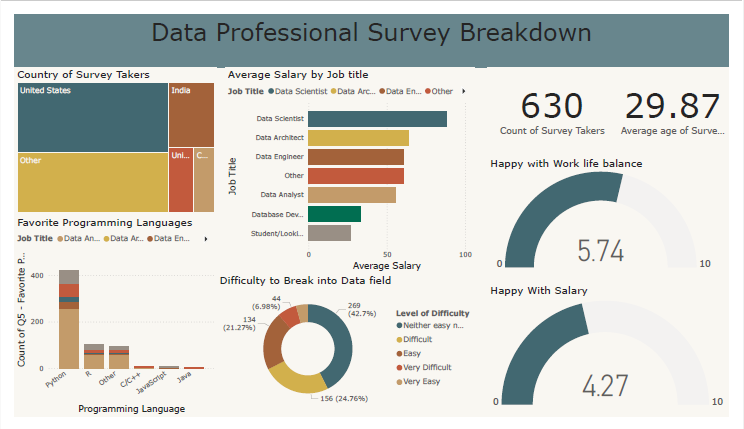 Data Professional Survey Breakdown
Country of Survey Takers
United States
India
Other
Uni...
C...
Average Salary by Job title
Job Title Data Scientist Data Arc... Data En... Other
Job Title
Data Scientist
Data Architect
Data Engineer
Other
Data Analyst
Database Dev...
Student/Looki...
0 50 100
Average Salary
630
Count of Survey Takers
29.87
Average age of Surve...
Happy with Work life balance
5.74
0 10
Happy With Salary
4.27
0 10
Favorite Programming Languages
Job Title Data An... Data Ar... Data En...
Count of Q5 - Favorite P...
400
200
0
Python R Other C/C++ JavaScript Java
Programming Language
Difficulty to Break into Data field
44
(6.98%)
134
(21.27%)
269
(42.7%)
156 (24.76%)
Level of Difficulty
Neither easy n...
Difficult
Easy
Very Difficult
Very Easy